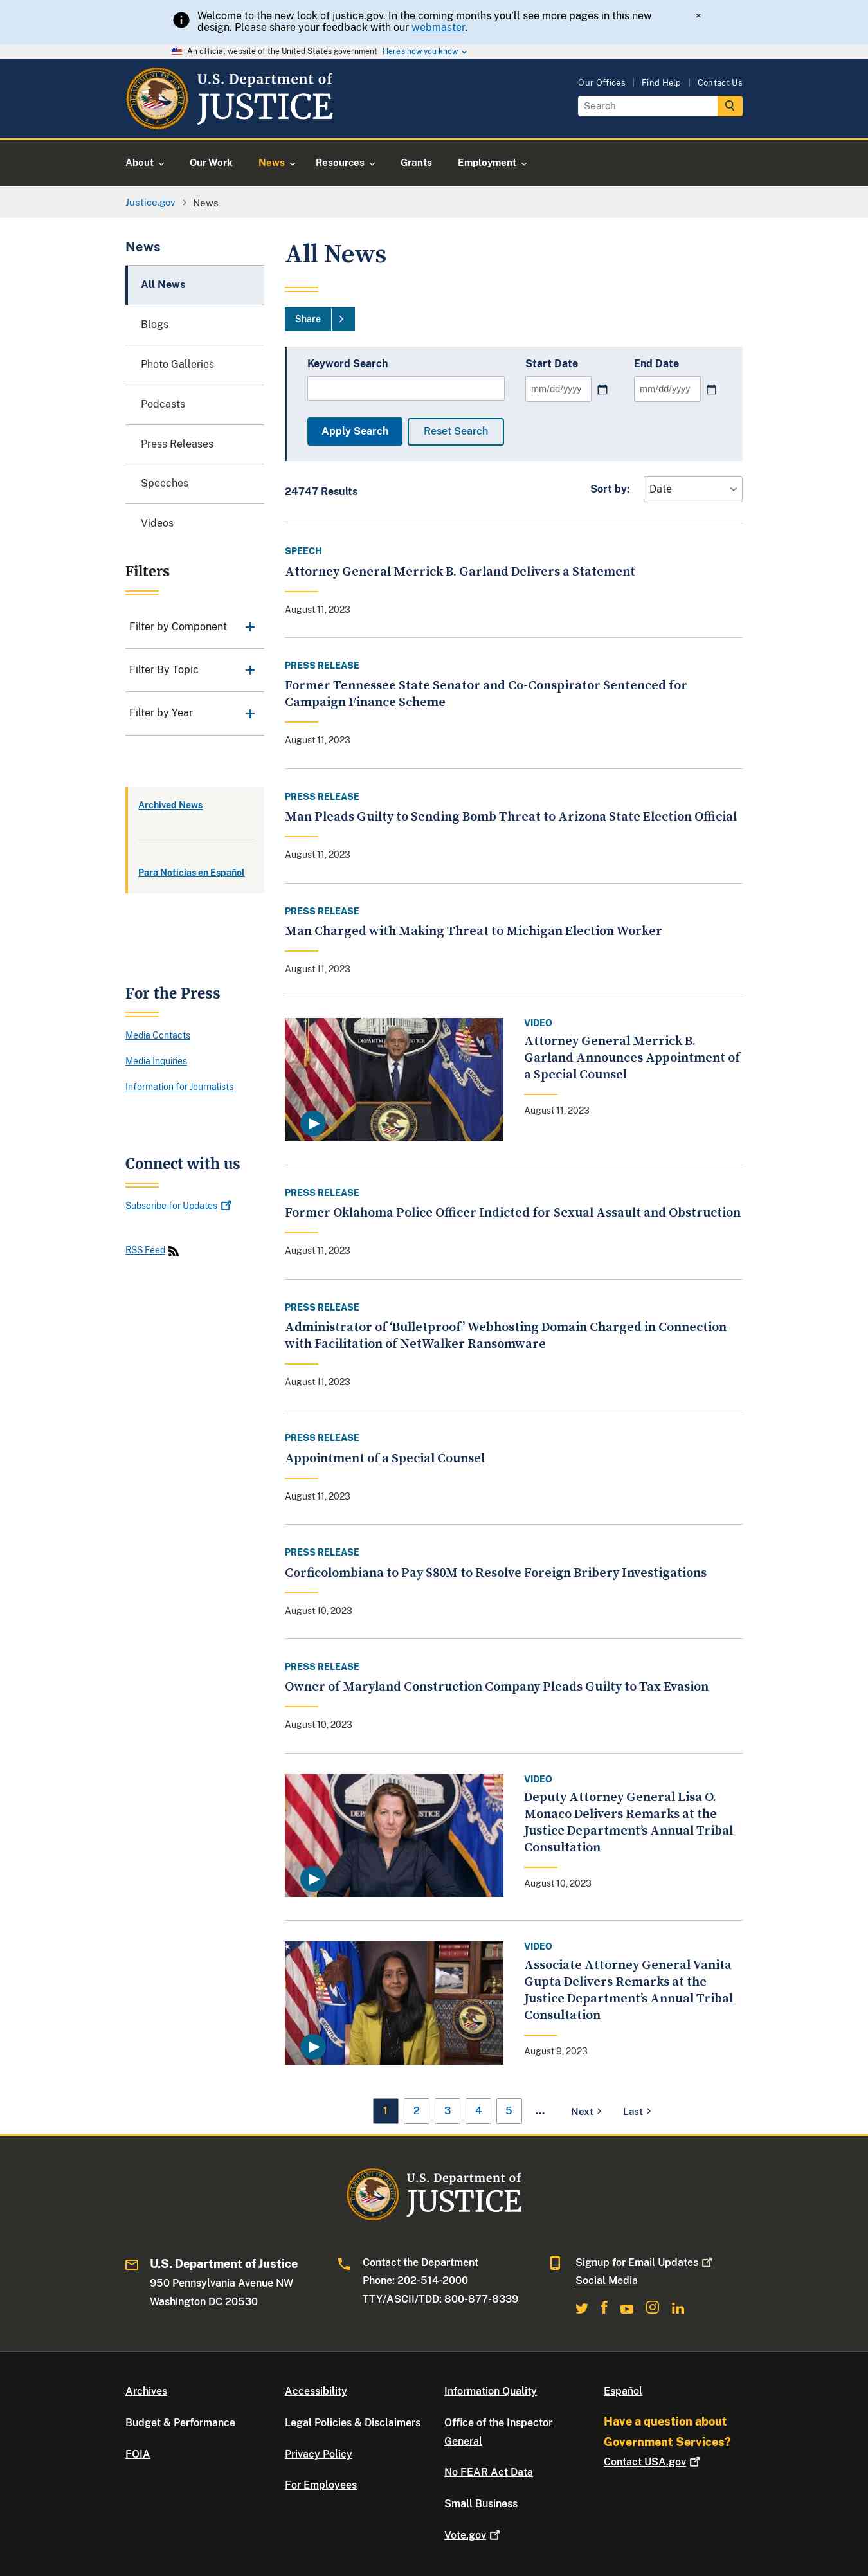 Welcome to the new look of justice.gov. In the coming months you'll see more pages in this new
design. Please share your feedback with our webmaster.
×
An official website of the United States government Here's how you know
U.S. Department of
JUSTICE
Our Offices
Find Help
Contact Us
Search
About
Our Work
News
Resources
Grants
Employment
Justice.gov
News
News
All News
Blogs
Photo Galleries
Podcasts
Press Releases
Speeches
Videos
Filters
Filter by Component
Filter By Topic
Filter by Year
Archived News
Para Notícias en Español
For the Press
Media Contacts
Media Inquiries
Information for Journalists
Connect with us
Subscribe for Updates
RSS Feed
All News
Share
Keyword Search
Start Date
mm/dd/yyyy
End Date
mm/dd/yyyy
Apply Search
Reset Search
24747 Results
Sort by:
Date
SPEECH
Attorney General Merrick B. Garland Delivers a Statement
August 11, 2023
PRESS RELEASE
Former Tennessee State Senator and Co-Conspirator Sentenced for
Campaign Finance Scheme
August 11, 2023
PRESS RELEASE
Man Pleads Guilty to Sending Bomb Threat to Arizona State Election Official
August 11, 2023
PRESS RELEASE
Man Charged with Making Threat to Michigan Election Worker
August 11, 2023
VIDEO
Attorney General Merrick B.
Garland Announces Appointment of
a Special Counsel
August 11, 2023
PRESS RELEASE
Former Oklahoma Police Officer Indicted for Sexual Assault and Obstruction
August 11, 2023
PRESS RELEASE
Administrator of ‘Bulletproof’ Webhosting Domain Charged in Connection
with Facilitation of NetWalker Ransomware
August 11, 2023
PRESS RELEASE
Appointment of a Special Counsel
August 11, 2023
PRESS RELEASE
Corficolombiana to Pay $80M to Resolve Foreign Bribery Investigations
August 10, 2023
PRESS RELEASE
Owner of Maryland Construction Company Pleads Guilty to Tax Evasion
August 10, 2023
VIDEO
Deputy Attorney General Lisa O.
Monaco Delivers Remarks at the
Justice Department’s Annual Tribal
Consultation
August 10, 2023
VIDEO
Associate Attorney General Vanita
Gupta Delivers Remarks at the
Justice Department’s Annual Tribal
Consultation
August 9, 2023
1
2
3
4
5
…
Next
Last
U.S. Department of
JUSTICE
U.S. Department of Justice
950 Pennsylvania Avenue NW
Washington DC 20530
Contact the Department
Phone: 202-514-2000
TTY/ASCII/TDD: 800-877-8339
Signup for Email Updates
Social Media
Archives
Budget & Performance
FOIA
Accessibility
Legal Policies & Disclaimers
Privacy Policy
For Employees
Information Quality
Office of the Inspector
General
No FEAR Act Data
Small Business
Vote.gov
Español
Have a question about
Government Services?
Contact USA.gov